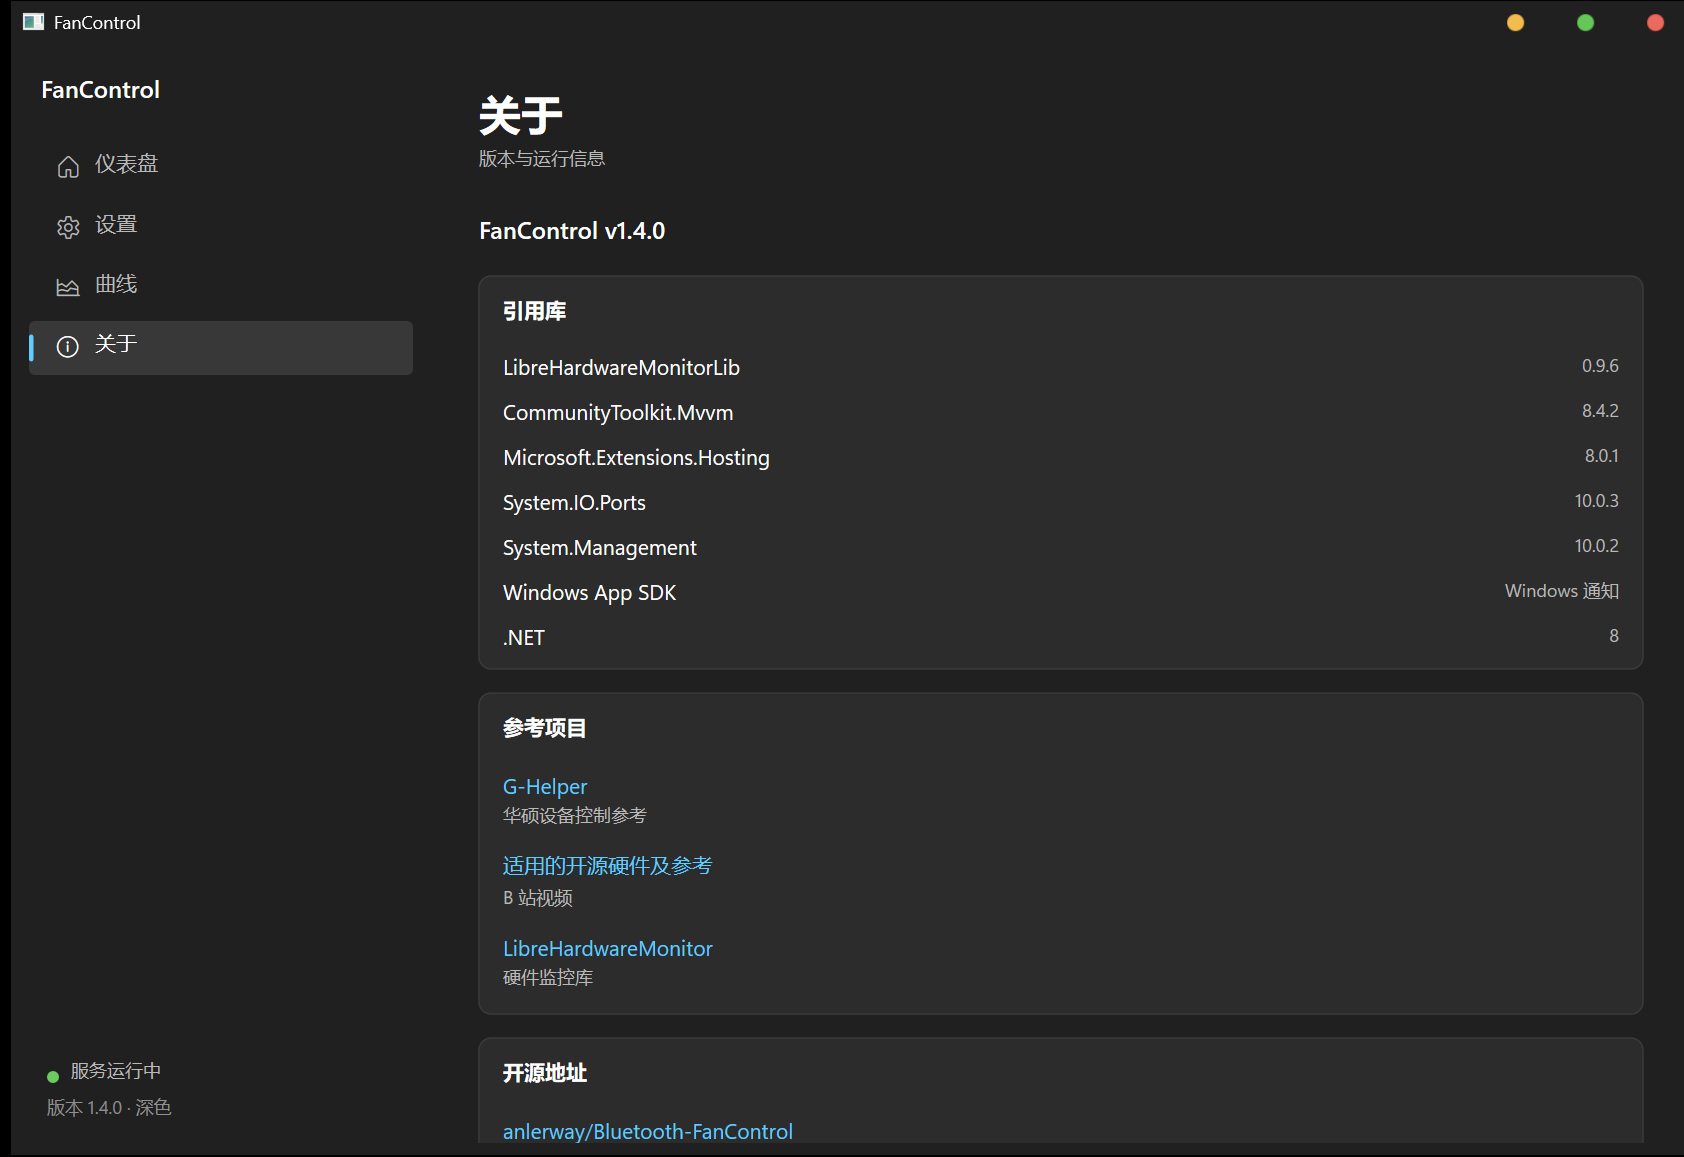 FanControl
FanControl
仪表盘
设置
曲线
关于
服务运行中
版本 1.4.0 · 深色
关于
版本与运行信息
FanControl v1.4.0
引用库
LibreHardwareMonitorLib 0.9.6
CommunityToolkit.Mvvm 8.4.2
Microsoft.Extensions.Hosting 8.0.1
System.IO.Ports 10.0.3
System.Management 10.0.2
Windows App SDK Windows 通知
.NET 8
参考项目
G-Helper
华硕设备控制参考
适用的开源硬件及参考
B 站视频
LibreHardwareMonitor
硬件监控库
开源地址
anlerway/Bluetooth-FanControl